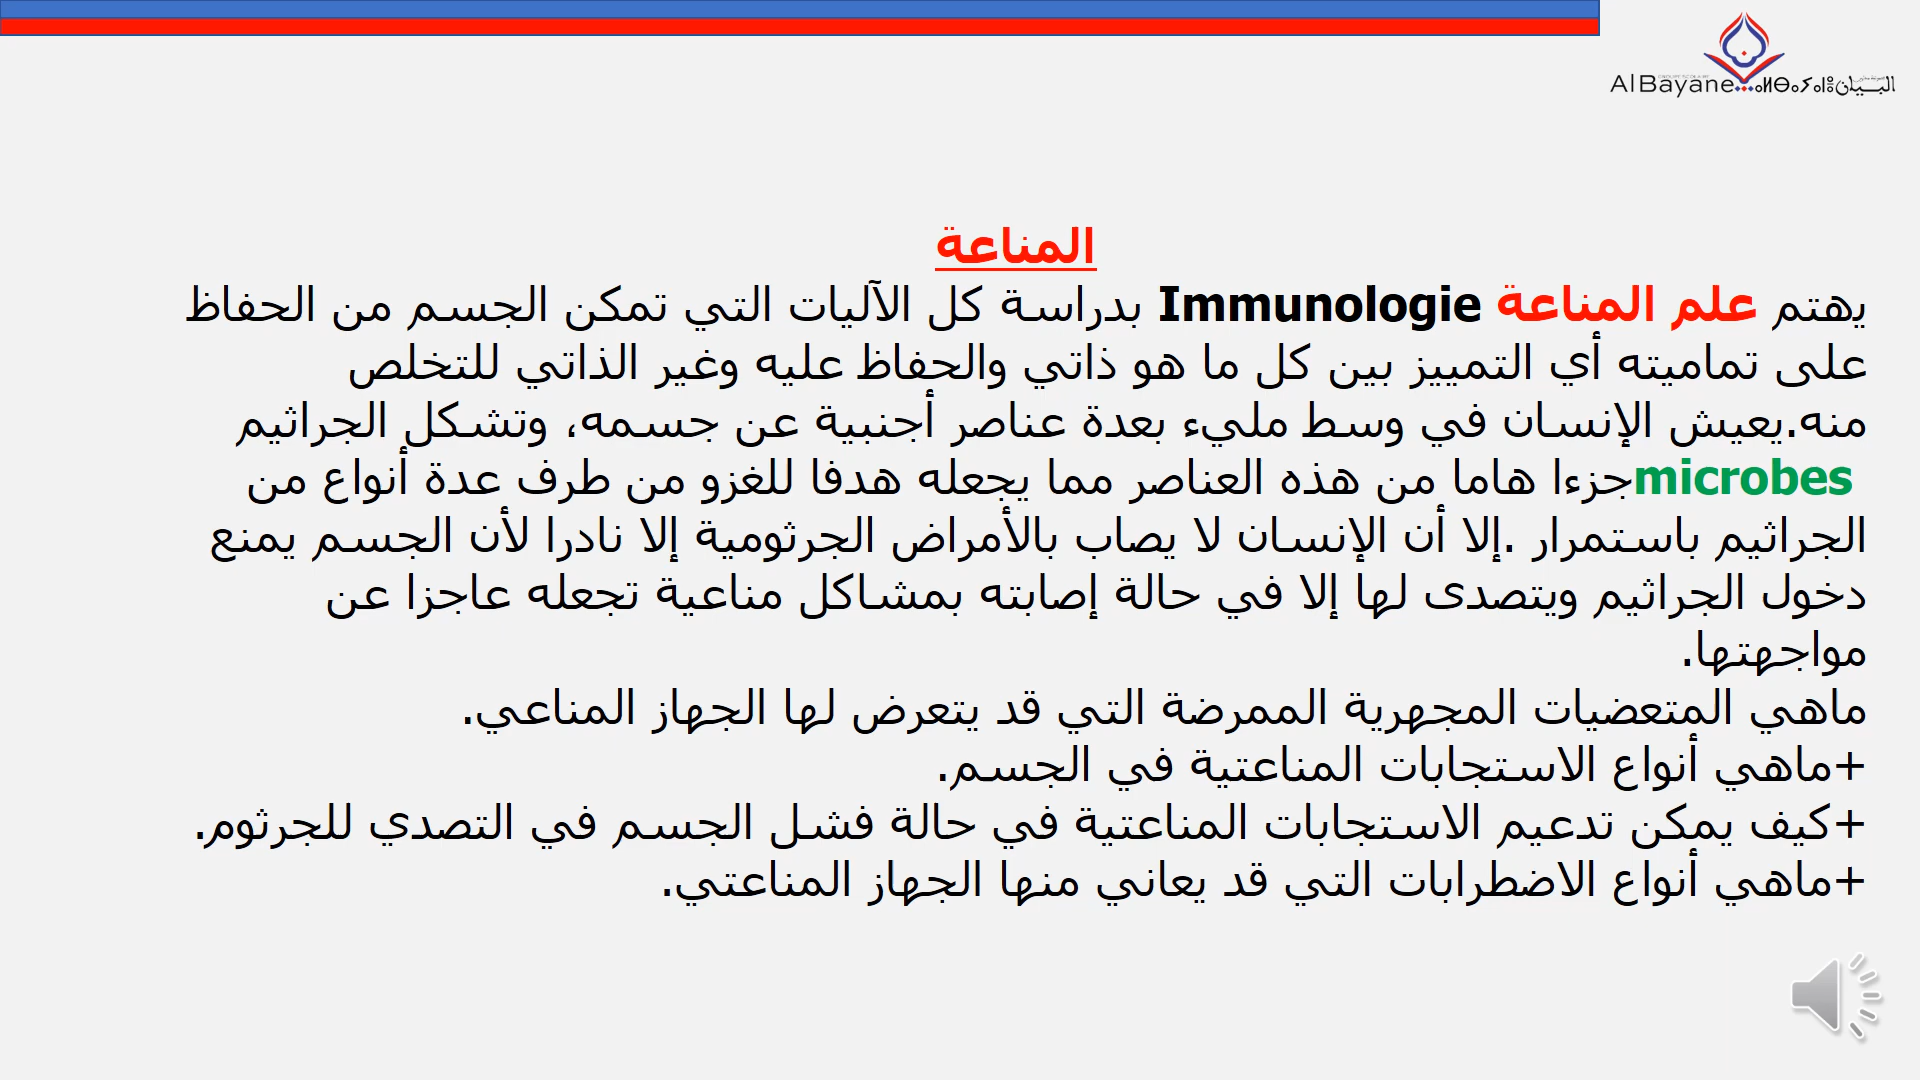 AlBayane
البيان
المناعة
يهتم علم المناعة Immunologie بدراسة كل الآليات التي تمكن الجسم من الحفاظ
على تماميته أي التمييز بين كل ما هو ذاتي والحفاظ عليه وغير الذاتي للتخلص
منه.يعيش الإنسان في وسط مليء بعدة عناصر أجنبية عن جسمه، وتشكل الجراثيم
microbesجزءا هاما من هذه العناصر مما يجعله هدفا للغزو من طرف عدة أنواع من
الجراثيم باستمرار .إلا أن الإنسان لا يصاب بالأمراض الجرثومية إلا نادرا لأن الجسم يمنع
دخول الجراثيم ويتصدى لها إلا في حالة إصابته بمشاكل مناعية تجعله عاجزا عن
مواجهتها.
ماهي المتعضيات المجهرية الممرضة التي قد يتعرض لها الجهاز المناعي.
+ماهي أنواع الاستجابات المناعتية في الجسم.
+كيف يمكن تدعيم الاستجابات المناعتية في حالة فشل الجسم في التصدي للجرثوم.
+ماهي أنواع الاضطرابات التي قد يعاني منها الجهاز المناعتي.